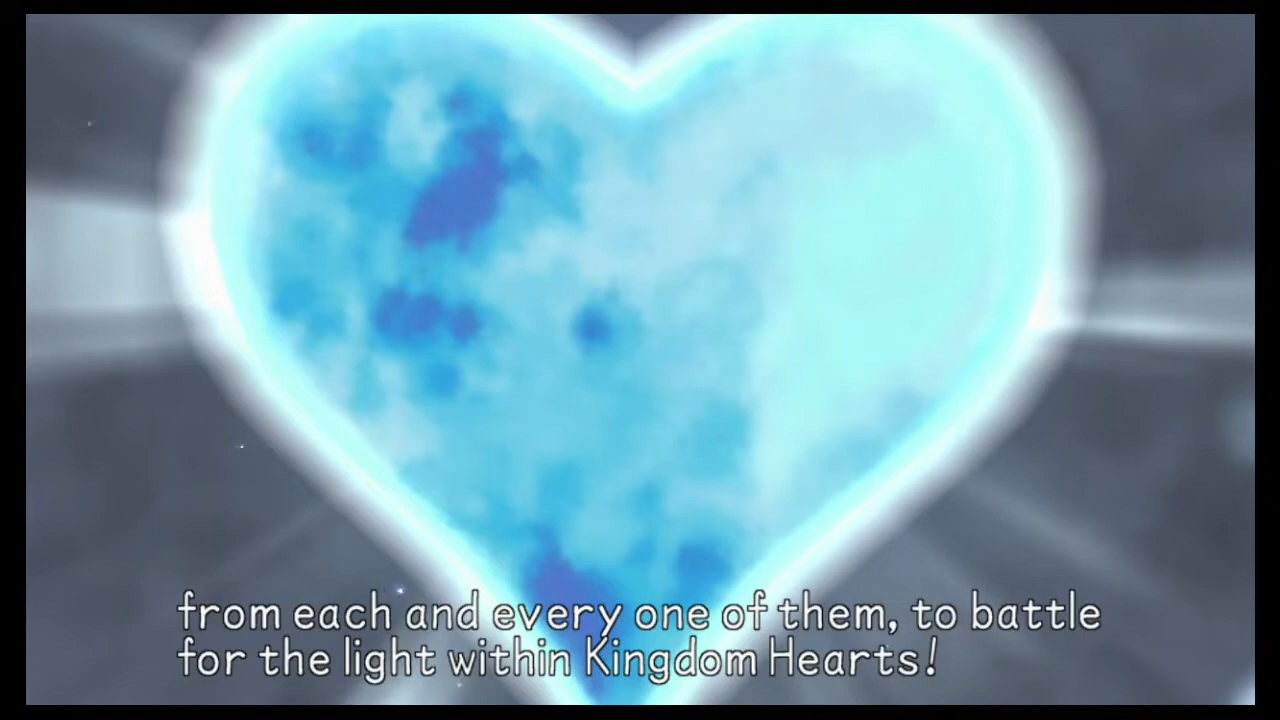 from each and every one of them, to battle
for the light within Kingdom Hearts!